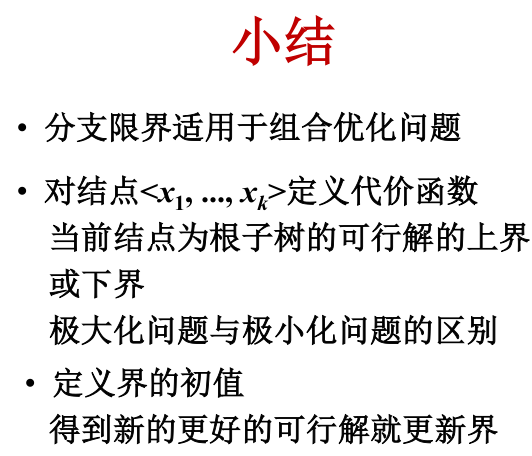 小结
• 分支限界适用于组合优化问题
• 对结点<x₁, ..., xₖ>定义代价函数
当前结点为根子树的可行解的上界
或下界
极大化问题与极小化问题的区别
• 定义界的初值
得到新的更好的可行解就更新界